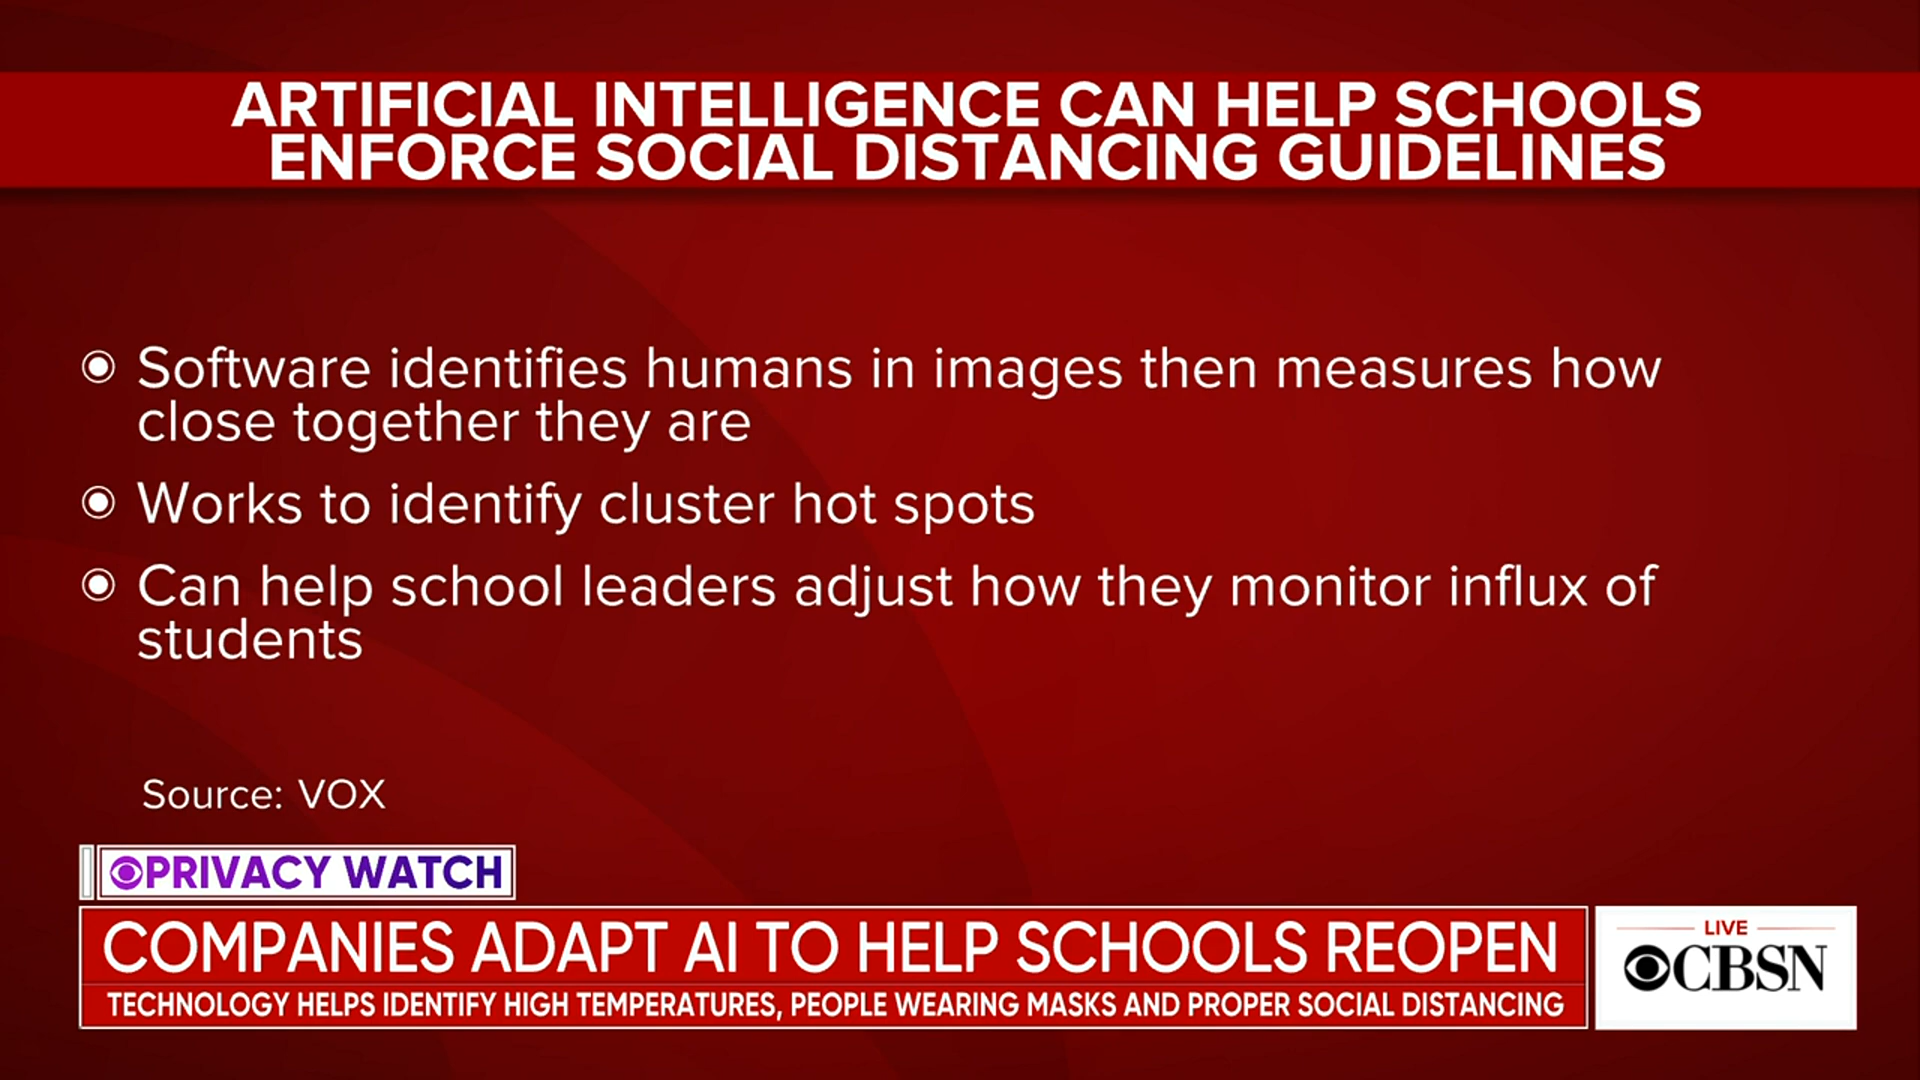 ARTIFICIAL INTELLIGENCE CAN HELP SCHOOLS
ENFORCE SOCIAL DISTANCING GUIDELINES
Software identifies humans in images then measures how
close together they are
Works to identify cluster hot spots
Can help school leaders adjust how they monitor influx of
students
Source: VOX
PRIVACY WATCH
COMPANIES ADAPT AI TO HELP SCHOOLS REOPEN
TECHNOLOGY HELPS IDENTIFY HIGH TEMPERATURES, PEOPLE WEARING MASKS AND PROPER SOCIAL DISTANCING
LIVE
CBSN